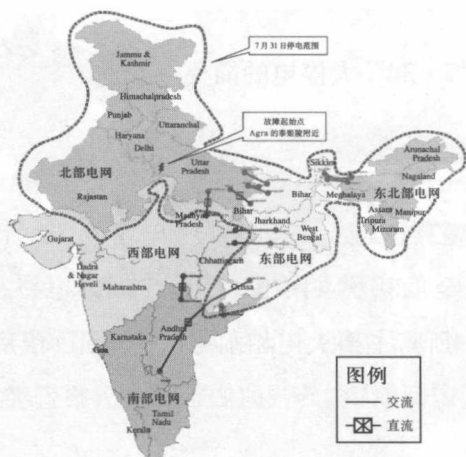 7月31日停电范围
故障起始点
Agra 的泰姬陵附近
Jammu &
Kashmir
Himachalpradesh
Punjab
Uttaranchal
Haryana
Delhi
北部电网
Rajastan
Uttar
Pradesh
Sikkim
Arunachal
Pradesh
Nagaland
Bihar
Meghalaya
东北部电网
Assam
Manipur
Tripura
Mizoram
Madhya
Pradesh
Bihar
Jharkhand
West
Bengal
Gujarat
西部电网
Chhattisgarh
东部电网
Dadra
& Nagar
Haveli
Maharashtra
Orissa
Andhra
Pradesh
Karnataka
Goa
南部电网
Tamil
Nadu
Kerala
图例
交流
直流